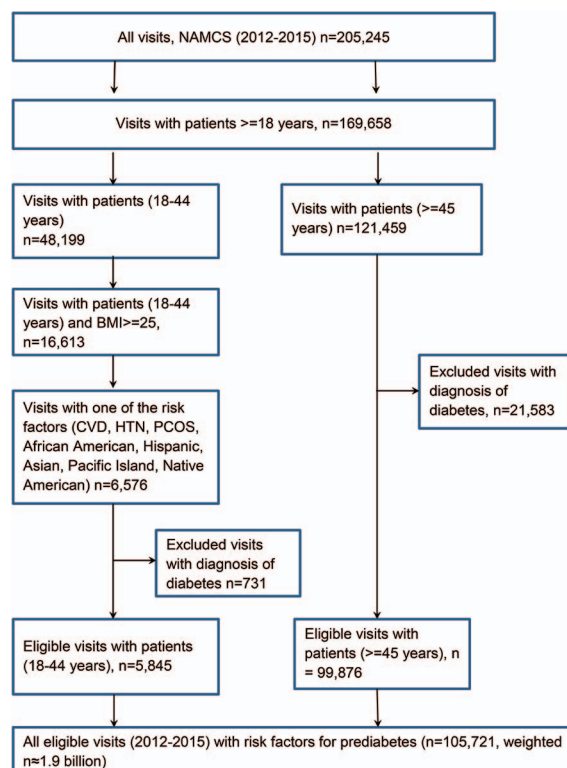 All visits, NAMCS (2012-2015) n=205,245
Visits with patients >=18 years, n=169,658
Visits with patients (18-44
years)
n=48,199
Visits with patients (>=45
years) n=121,459
Visits with patients (18-44
years) and BMI>=25,
n=16,613
Excluded visits with
diagnosis of
diabetes, n=21,583
Visits with one of the risk
factors (CVD, HTN, PCOS,
African American, Hispanic,
Asian, Pacific Island, Native
American) n=6,576
Excluded visits
with diagnosis of
diabetes n=731
Eligible visits with patients
(18-44 years), n=5,845
Eligible visits with
patients (>=45 years), n
= 99,876
All eligible visits (2012-2015) with risk factors for prediabetes (n=105,721, weighted
n≈1.9 billion)